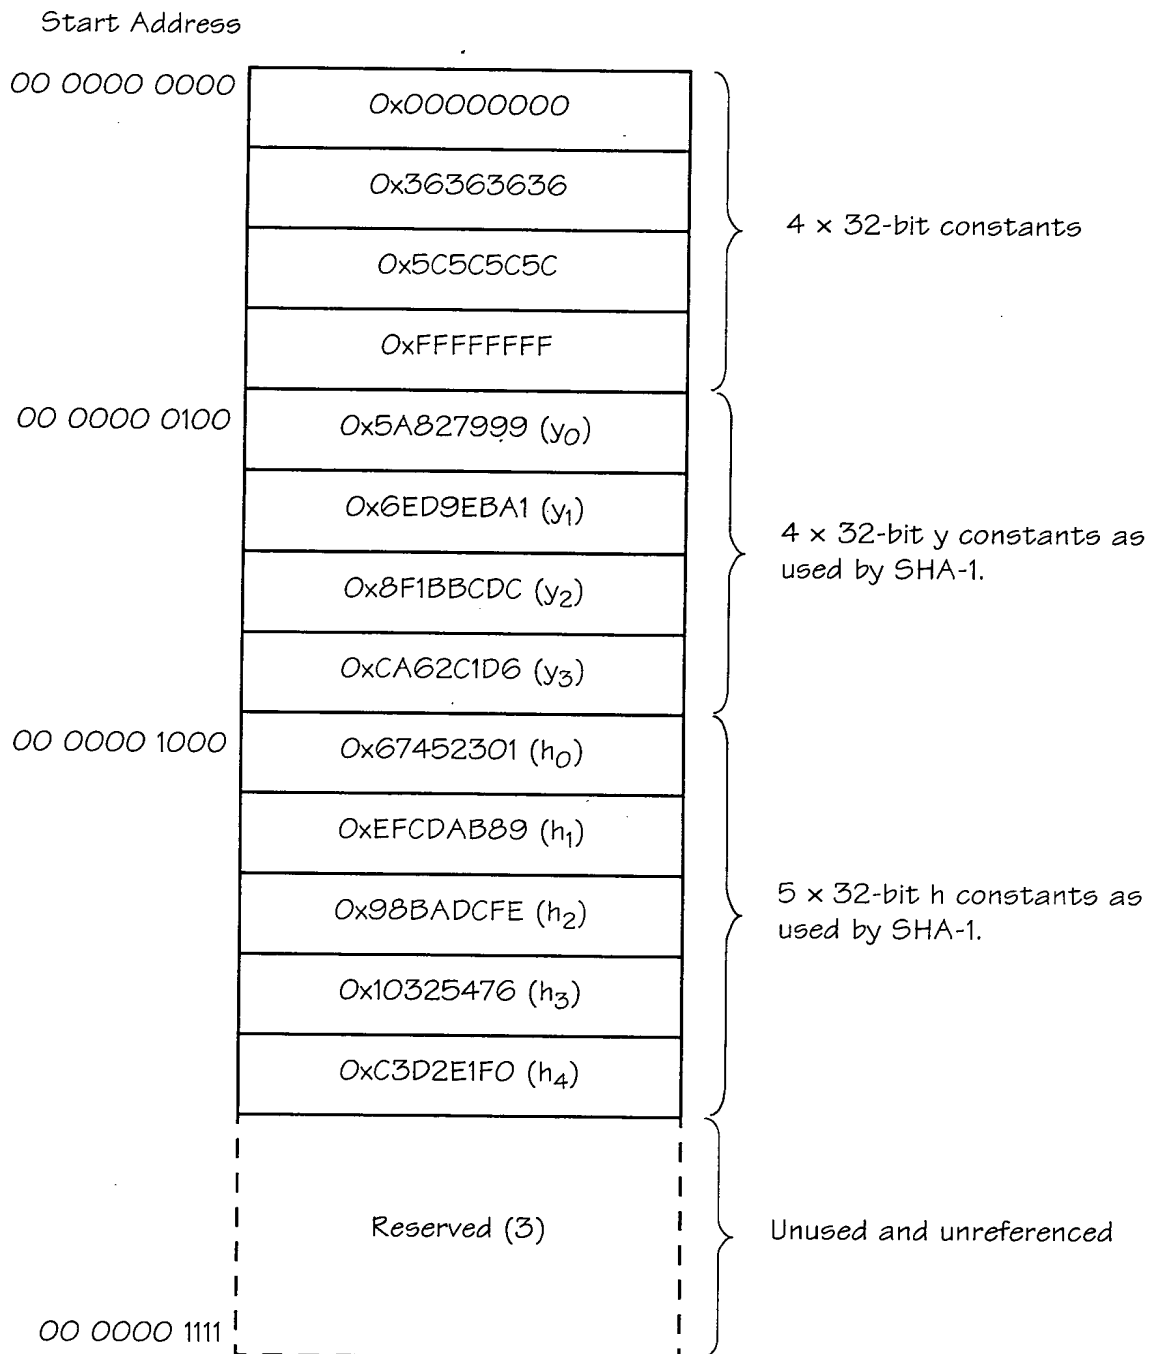 Start Address
00 0000 0000
0x00000000
0x36363636
0x5C5C5C5C
0xFFFFFFFF
4 x 32-bit constants
00 0000 0100
0x5A827999 (y0)
0x6ED9EBA1 (y1)
0x8F1BBCDC (y2)
0xCA62C1D6 (y3)
4 x 32-bit y constants as
used by SHA-1.
00 0000 1000
0x67452301 (h0)
0xEFCDAB89 (h1)
0x98BADCFE (h2)
0x10325476 (h3)
0xC3D2E1F0 (h4)
5 x 32-bit h constants as
used by SHA-1.
Reserved (3)
Unused and unreferenced
00 0000 1111